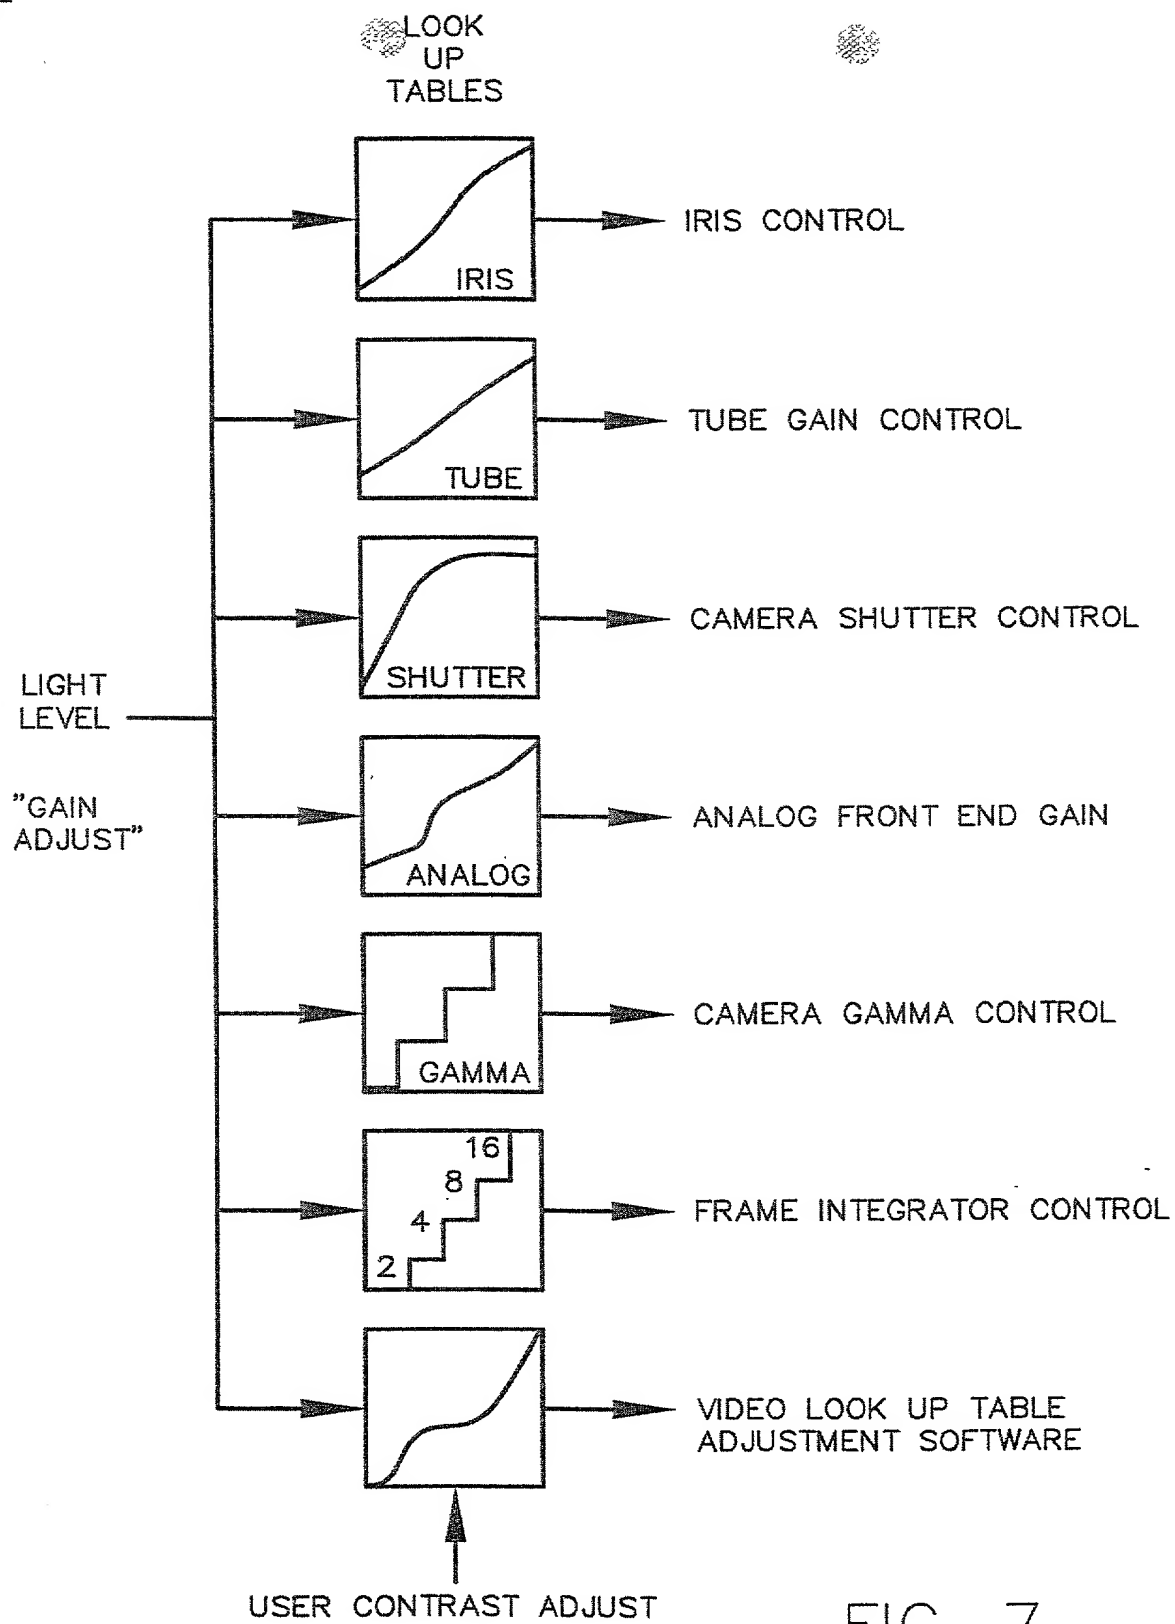 LOOK
UP
TABLES
IRIS
IRIS CONTROL
TUBE
TUBE GAIN CONTROL
SHUTTER
CAMERA SHUTTER CONTROL
LIGHT
LEVEL
"GAIN
ADJUST"
ANALOG
ANALOG FRONT END GAIN
GAMMA
CAMERA GAMMA CONTROL
16
8
4
2
FRAME INTEGRATOR CONTROL
VIDEO LOOK UP TABLE
ADJUSTMENT SOFTWARE
USER CONTRAST ADJUST
FIG. 7